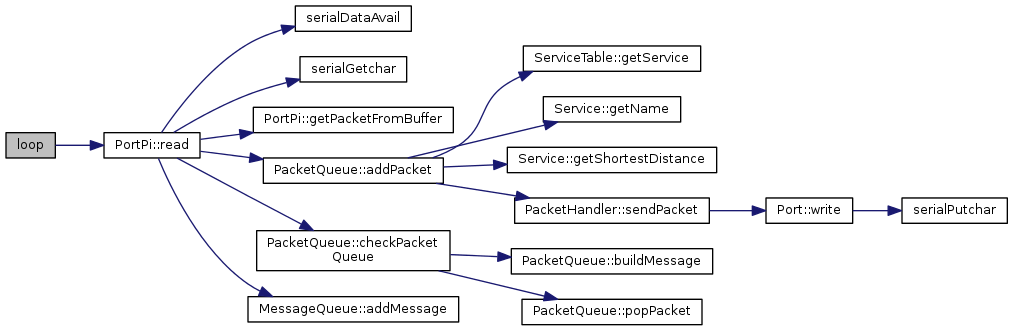 loop
PortPi::read
serialDataAvail
serialGetchar
PortPi::getPacketFromBuffer
PacketQueue::addPacket
PacketQueue::checkPacket
Queue
MessageQueue::addMessage
ServiceTable::getService
Service::getName
Service::getShortestDistance
PacketHandler::sendPacket
PacketQueue::buildMessage
PacketQueue::popPacket
Port::write
serialPutchar